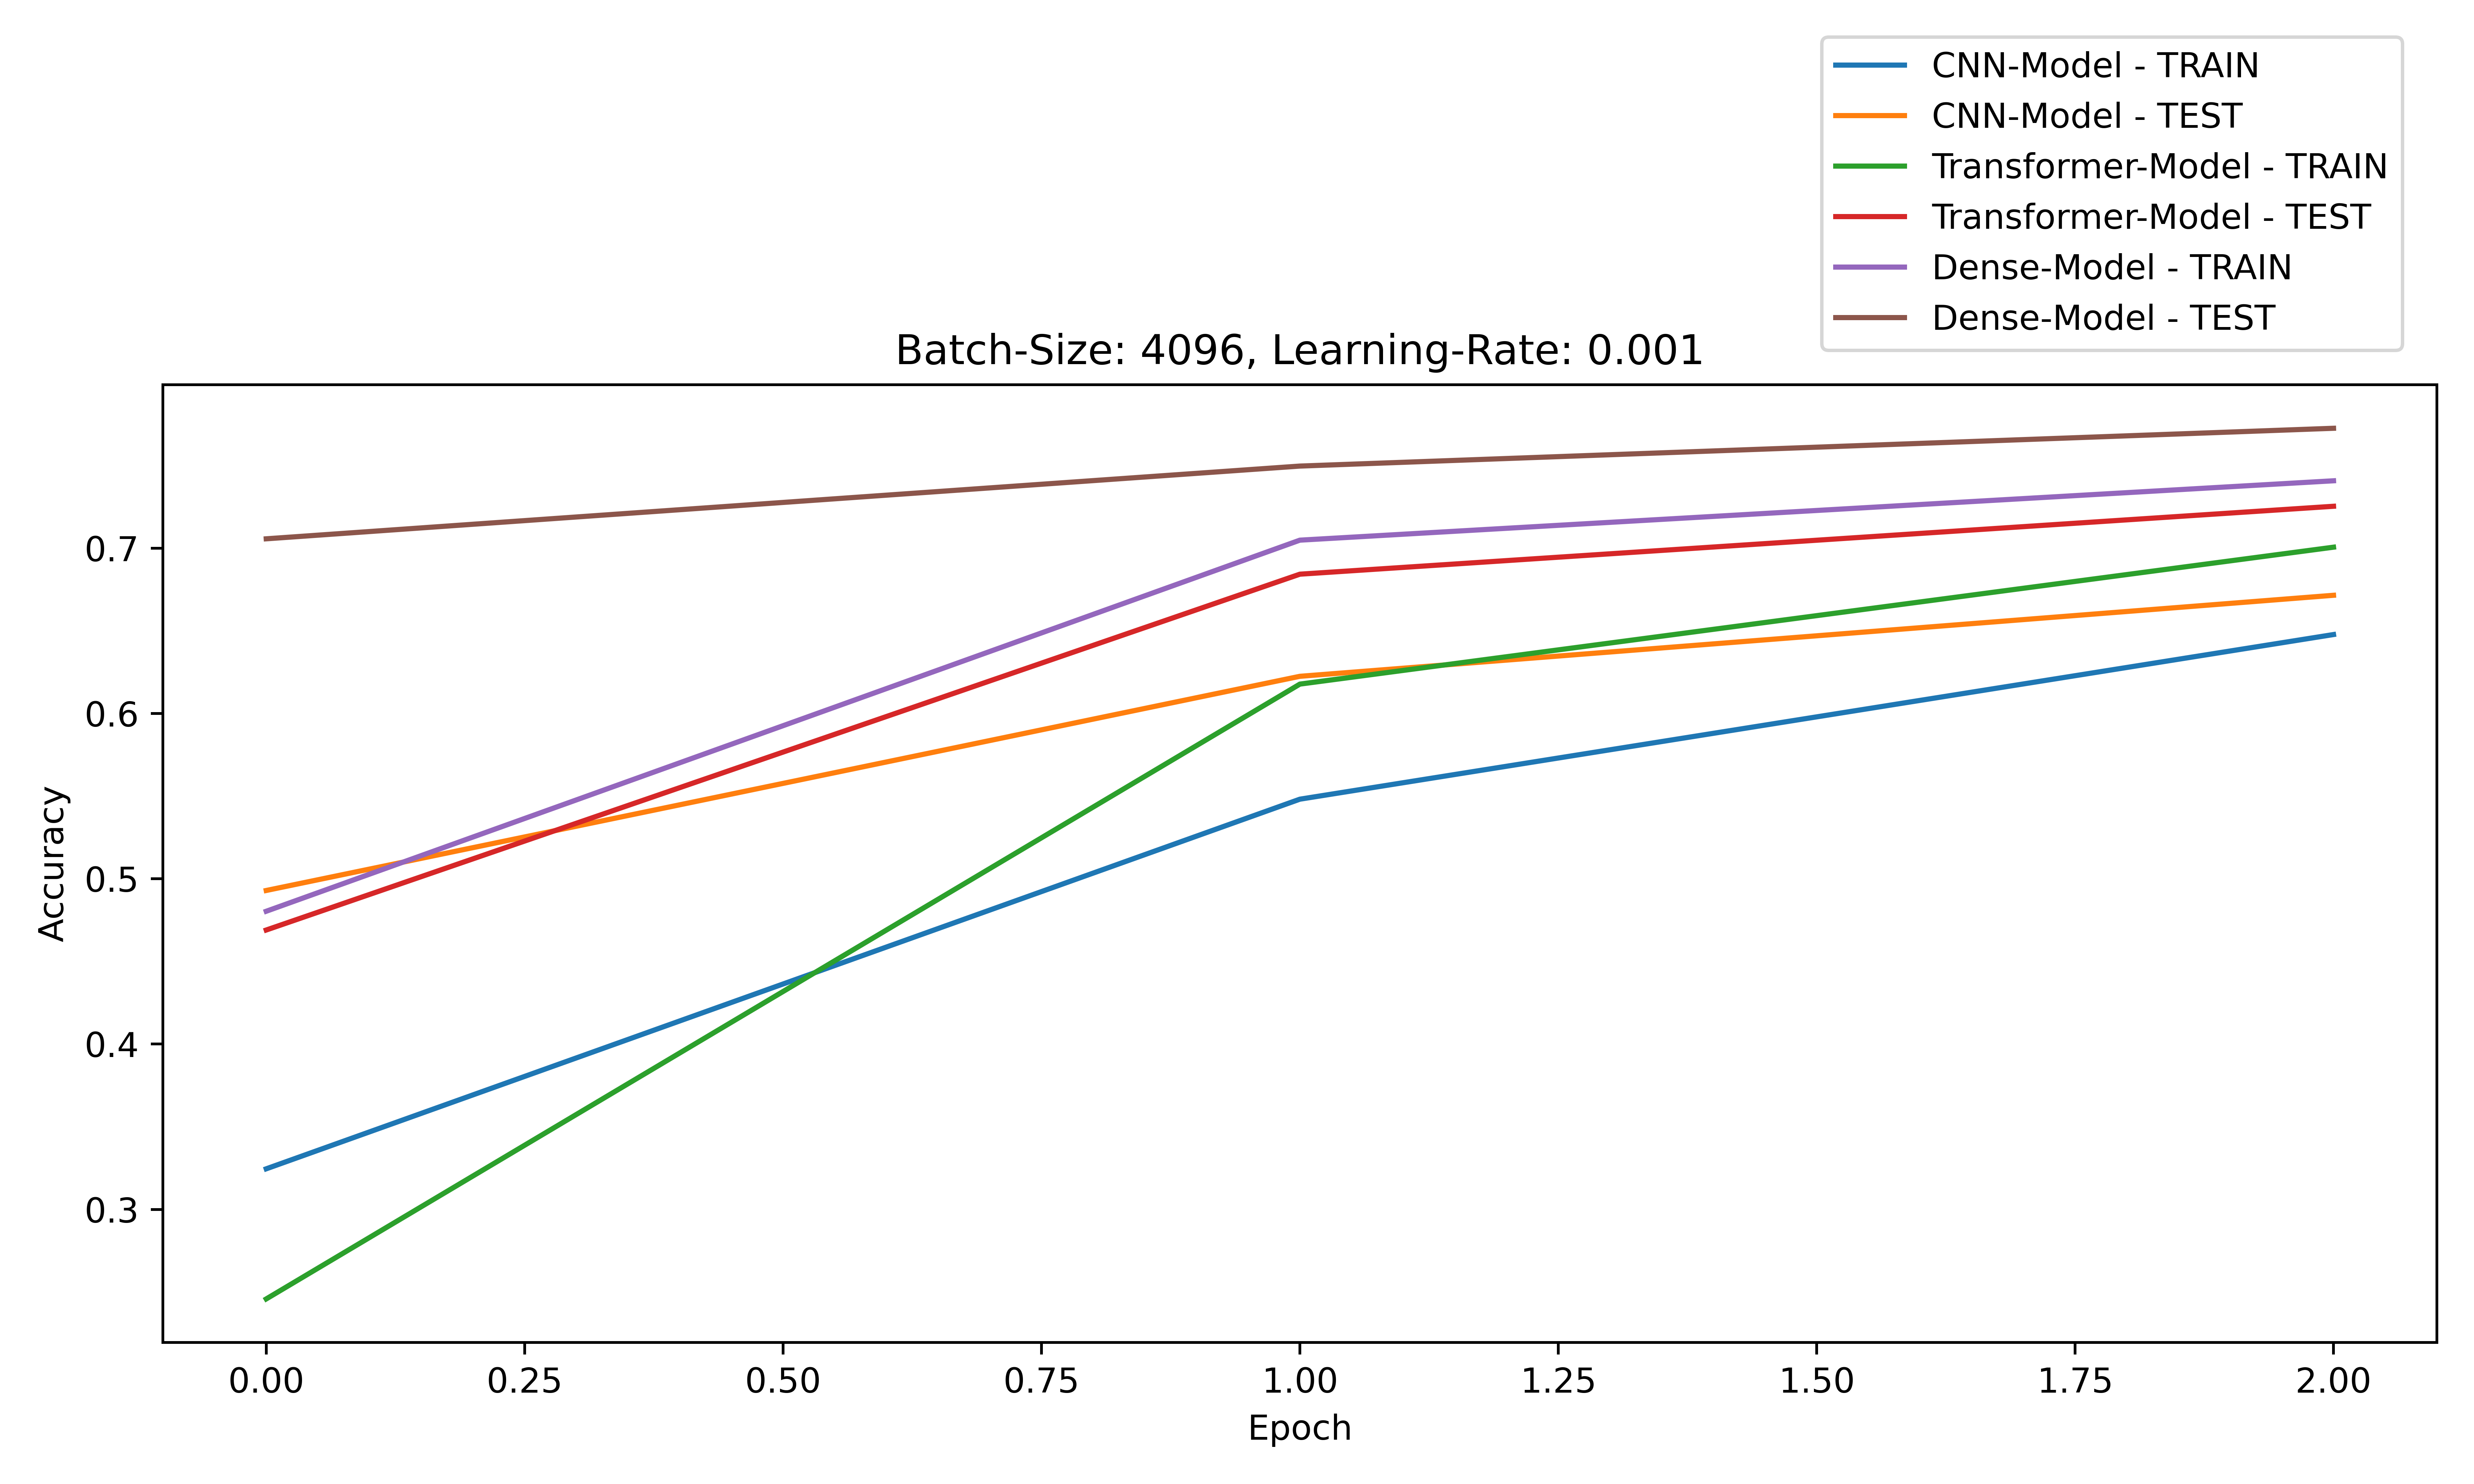 CNN-Model - TRAIN
CNN-Model - TEST
Transformer-Model - TRAIN
Transformer-Model - TEST
Dense-Model - TRAIN
Dense-Model - TEST
Batch-Size: 4096, Learning-Rate: 0.001
Accuracy
0.7
0.6
0.5
0.4
0.3
0.00 0.25 0.50 0.75 1.00 1.25 1.50 1.75 2.00
Epoch